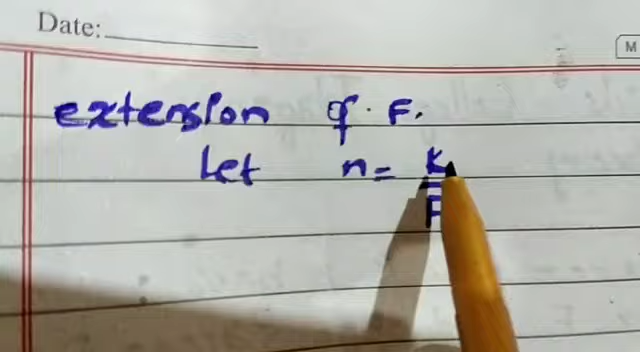 Date:
M
extension of F.
Let n = K/F